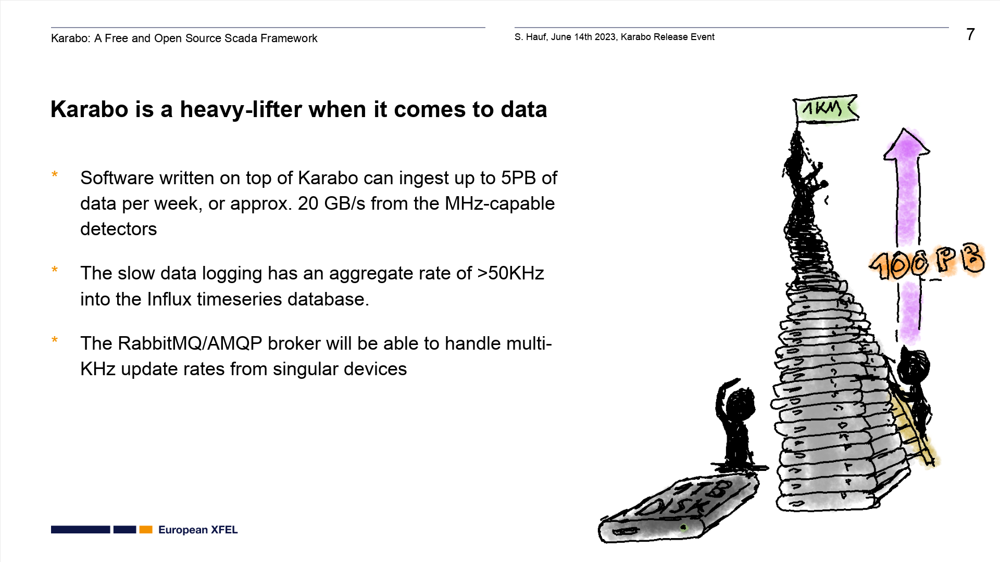 Karabo: A Free and Open Source Scada Framework
S. Hauf, June 14th 2023, Karabo Release Event
7
Karabo is a heavy-lifter when it comes to data
* Software written on top of Karabo can ingest up to 5PB of
data per week, or approx. 20 GB/s from the MHz-capable
detectors
* The slow data logging has an aggregate rate of >50KHz
into the Influx timeseries database.
* The RabbitMQ/AMQP broker will be able to handle multi-
KHz update rates from singular devices
1KM
100PB
1TB
DISK
European XFEL